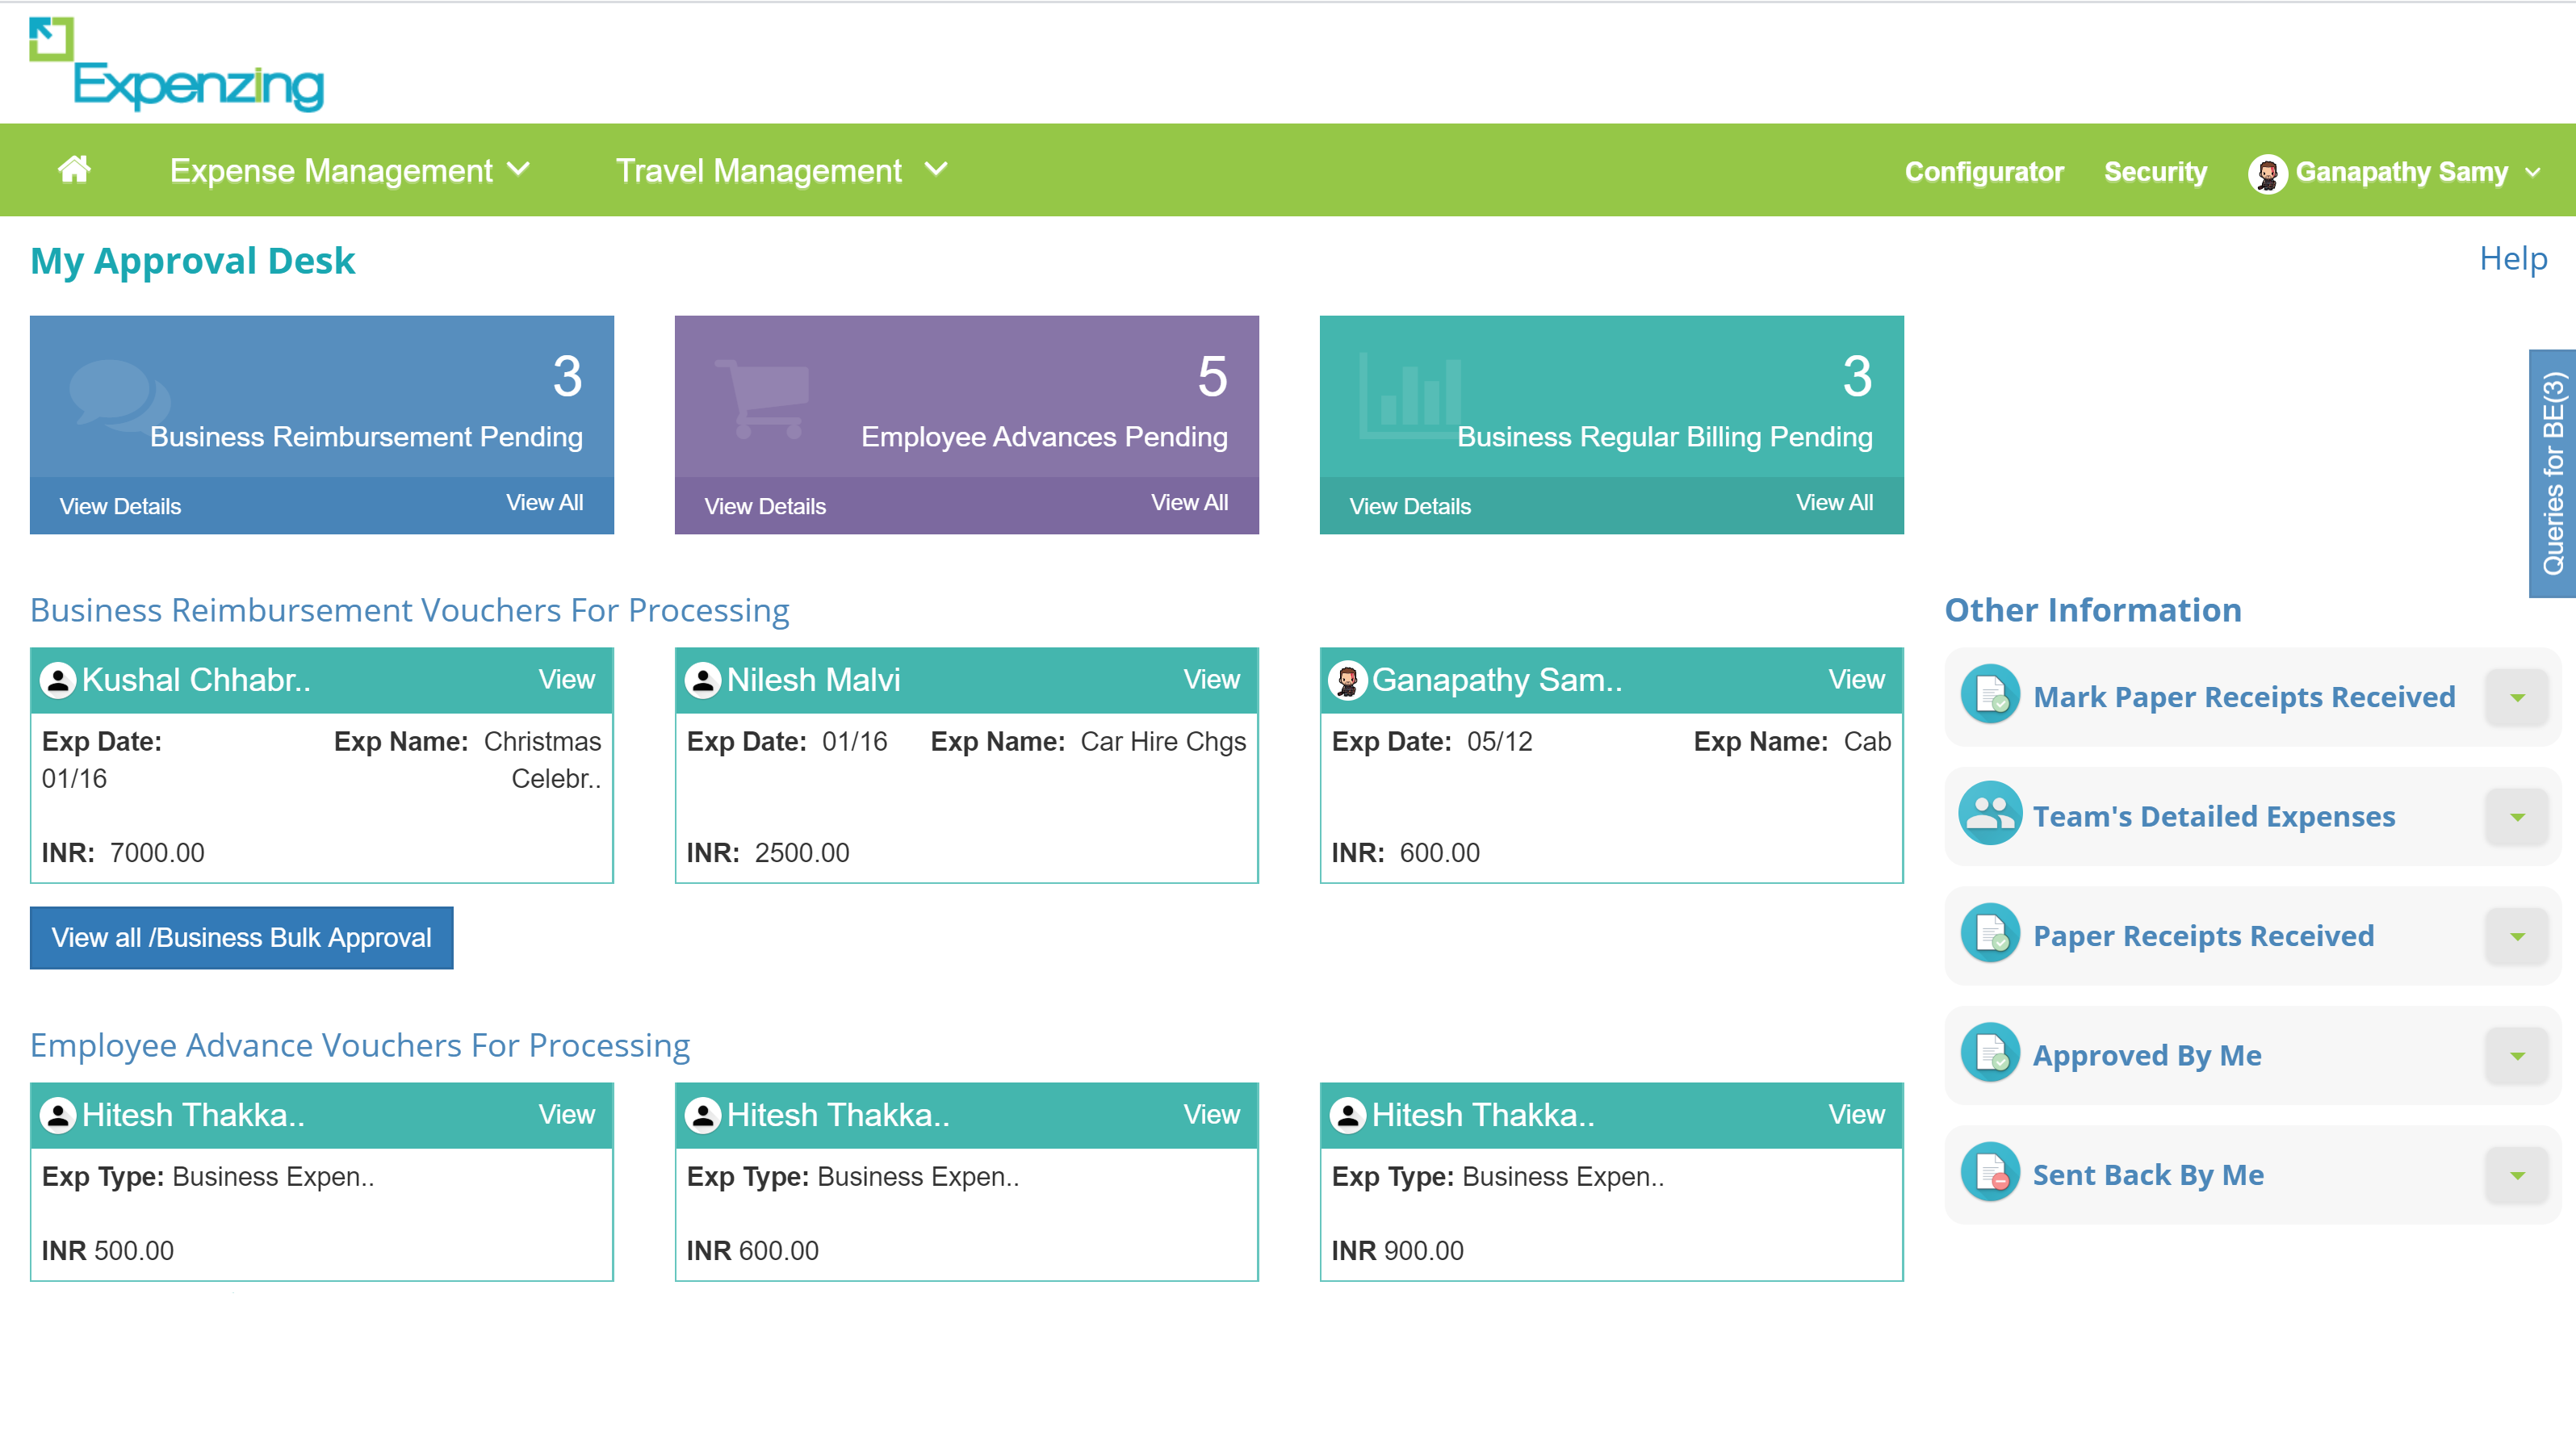 Expenzing
Expense Management
Travel Management
Configurator
Security
Ganapathy Samy
My Approval Desk
Help
3
Business Reimbursement Pending
View Details
View All
5
Employee Advances Pending
View Details
View All
3
Business Regular Billing Pending
View Details
View All
Queries for BE(3)
Business Reimbursement Vouchers For Processing
Kushal Chhabr..
View
Exp Date:
01/16
Exp Name: Christmas
Celebr..
INR: 7000.00
Nilesh Malvi
View
Exp Date: 01/16
Exp Name: Car Hire Chgs
INR: 2500.00
Ganapathy Sam..
View
Exp Date: 05/12
Exp Name: Cab
INR: 600.00
View all /Business Bulk Approval
Employee Advance Vouchers For Processing
Hitesh Thakka..
View
Exp Type: Business Expen..
INR 500.00
Hitesh Thakka..
View
Exp Type: Business Expen..
INR 600.00
Hitesh Thakka..
View
Exp Type: Business Expen..
INR 900.00
Other Information
Mark Paper Receipts Received
Team's Detailed Expenses
Paper Receipts Received
Approved By Me
Sent Back By Me